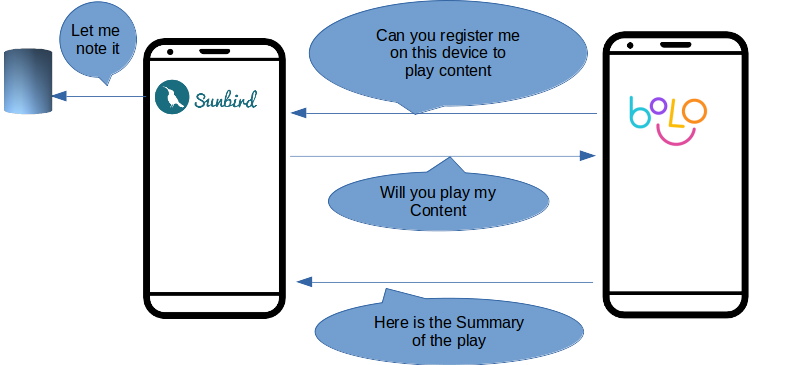 Let me
note it
Sunbird
Can you register me
on this device to
play content
bOLO
Will you play my
Content
Here is the Summary
of the play